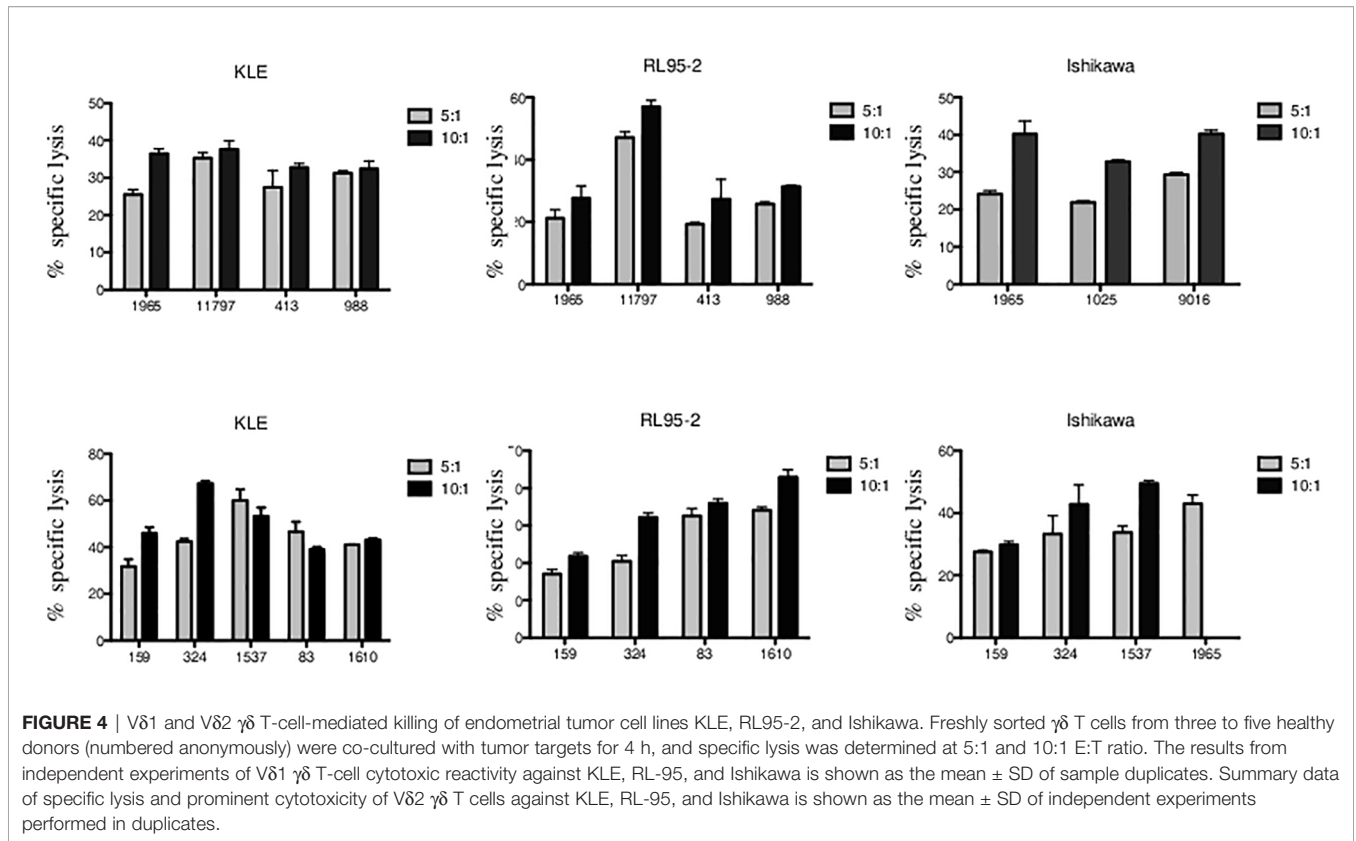 KLE
% specific lysis
50
40
30
20
10
0
1965 11797 413 988
5:1
10:1
RL95-2
% specific lysis
60
0
1965 11797 413 988
5:1
10:1
Ishikawa
% specific lysis
50
40
30
20
10
0
1965 1025 9016
5:1
10:1
KLE
% specific lysis
80
60
40
20
0
159 324 1537 83 1610
5:1
10:1
RL95-2
% specific lysis
0
159 324 83 1610
5:1
10:1
Ishikawa
% specific lysis
60
40
20
0
159 324 1537 1965
5:1
10:1
FIGURE 4 | Vδ1 and Vδ2 γδ T-cell-mediated killing of endometrial tumor cell lines KLE, RL95-2, and Ishikawa. Freshly sorted γδ T cells from three to five healthy
donors (numbered anonymously) were co-cultured with tumor targets for 4 h, and specific lysis was determined at 5:1 and 10:1 E:T ratio. The results from
independent experiments of Vδ1 γδ T-cell cytotoxic reactivity against KLE, RL-95, and Ishikawa is shown as the mean ± SD of sample duplicates. Summary data
of specific lysis and prominent cytotoxicity of Vδ2 γδ T cells against KLE, RL-95, and Ishikawa is shown as the mean ± SD of independent experiments
performed in duplicates.